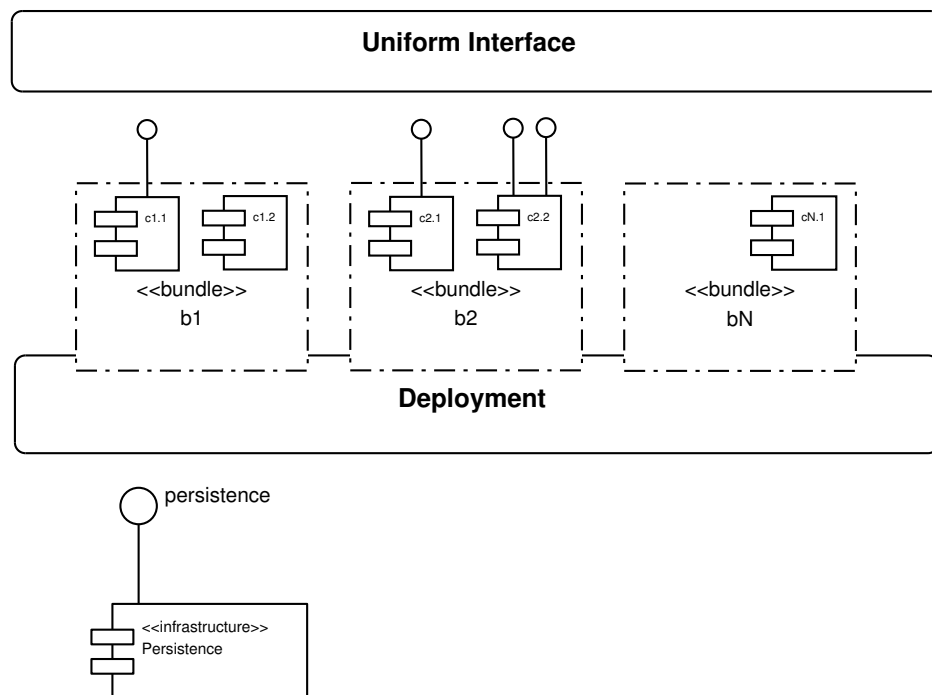 Uniform Interface
c1.1
c1.2
c2.1
c2.2
cN.1
<<bundle>>
b1
<<bundle>>
b2
<<bundle>>
bN
Deployment
persistence
<<infrastructure>>
Persistence